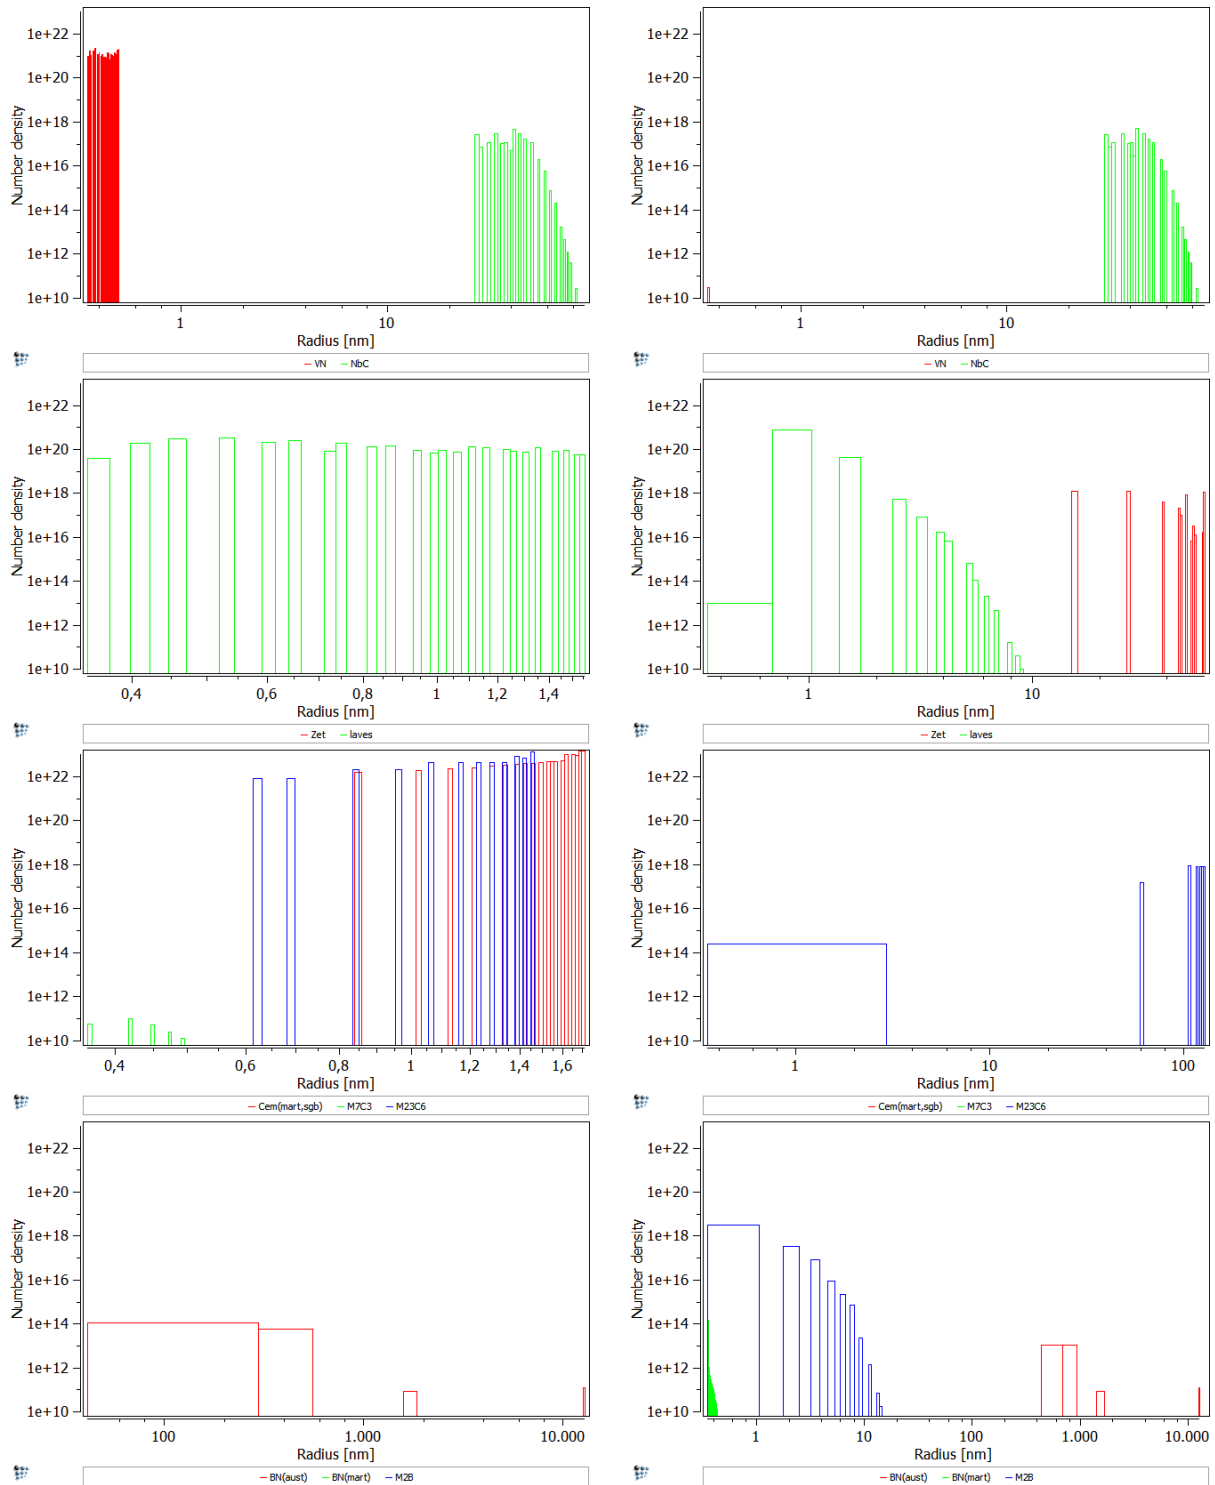 1e+22
1e+20
1e+18
1e+16
1e+14
1e+12
1e+10
Number density
1 10
Radius [nm]
VN NbC
1e+22
1e+20
1e+18
1e+16
1e+14
1e+12
1e+10
Number density
1 10
Radius [nm]
VN NbC
1e+22
1e+20
1e+18
1e+16
1e+14
1e+12
1e+10
Number density
0,4 0,6 0,8 1 1,2 1,4
Radius [nm]
Zet laves
1e+22
1e+20
1e+18
1e+16
1e+14
1e+12
1e+10
Number density
1 10
Radius [nm]
Zet laves
1e+22
1e+20
1e+18
1e+16
1e+14
1e+12
1e+10
Number density
0,4 0,6 0,8 1 1,2 1,4 1,6
Radius [nm]
Cem(mart,sgb) M7C3 M23C6
1e+22
1e+20
1e+18
1e+16
1e+14
1e+12
1e+10
Number density
1 10 100
Radius [nm]
Cem(mart,sgb) M7C3 M23C6
1e+22
1e+20
1e+18
1e+16
1e+14
1e+12
1e+10
Number density
100 1.000 10.000
Radius [nm]
BN(aust) BN(mart) M2B
1e+22
1e+20
1e+18
1e+16
1e+14
1e+12
1e+10
Number density
1 10 100 1.000 10.000
Radius [nm]
BN(aust) BN(mart) M2B